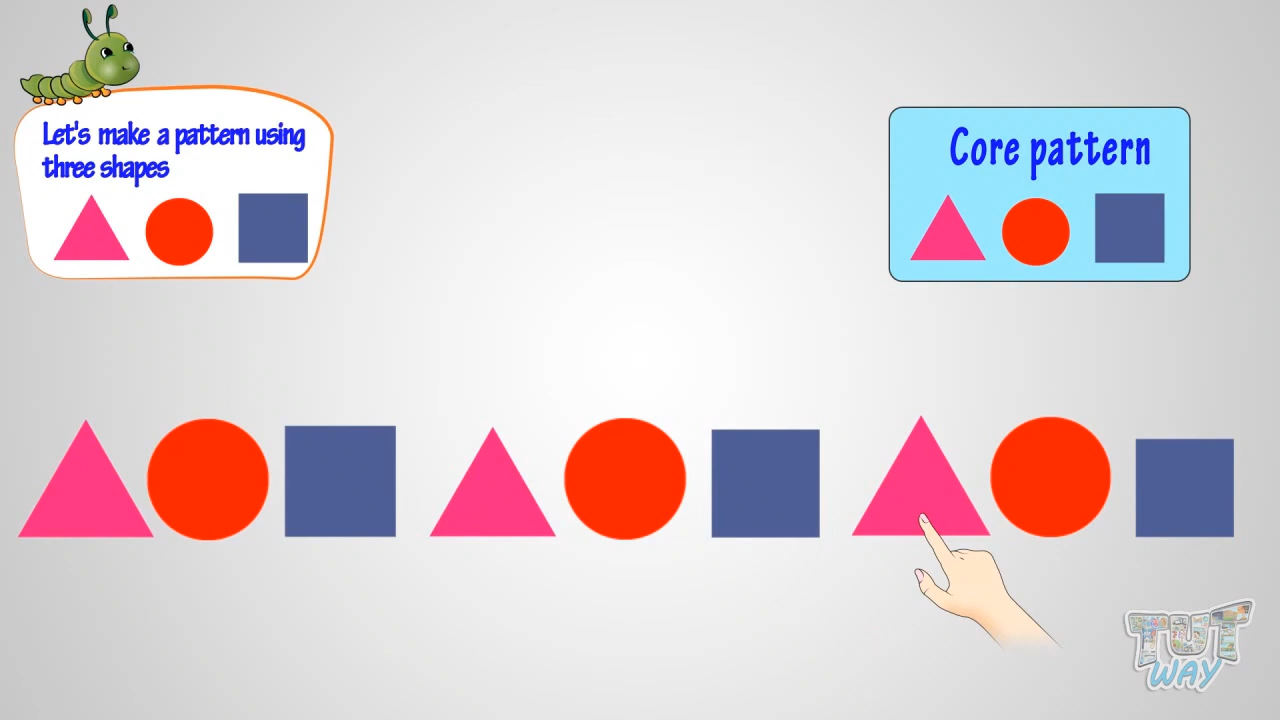 Let's make a pattern using
three shapes
Core pattern
TUT
WAY